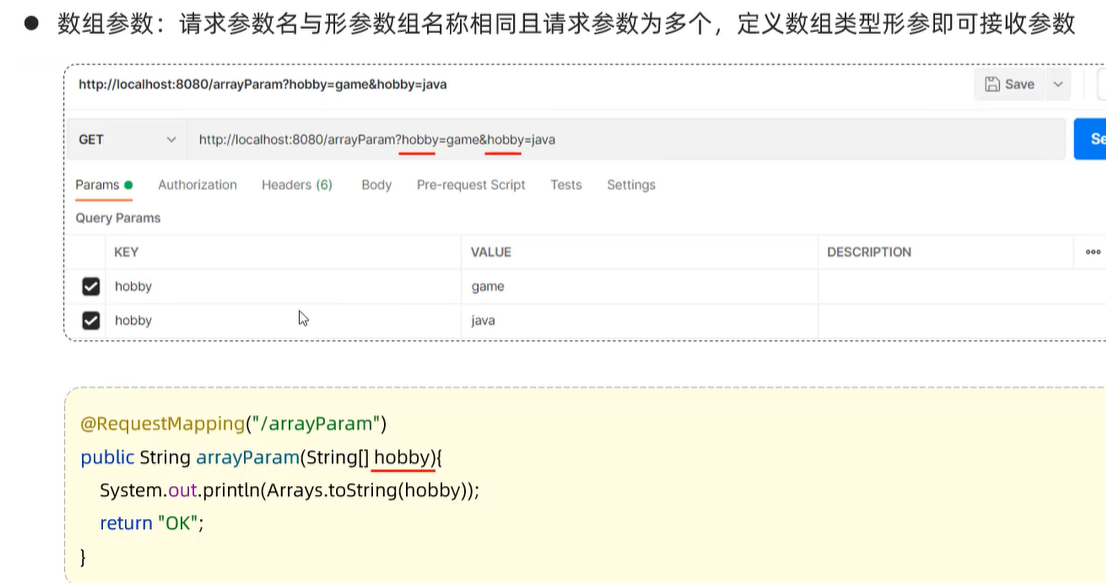 ● 数组参数：请求参数名与形参数组名称相同且请求参数为多个，定义数组类型形参即可接收参数
http://localhost:8080/arrayParam?hobby=game&hobby=java
Save
GET
http://localhost:8080/arrayParam?hobby=game&hobby=java
Se
Params Authorization Headers (6) Body Pre-request Script Tests Settings
Query Params
KEY VALUE DESCRIPTION
hobby game
hobby java
@RequestMapping("/arrayParam")
public String arrayParam(String[] hobby){
    System.out.println(Arrays.toString(hobby));
    return "OK";
}